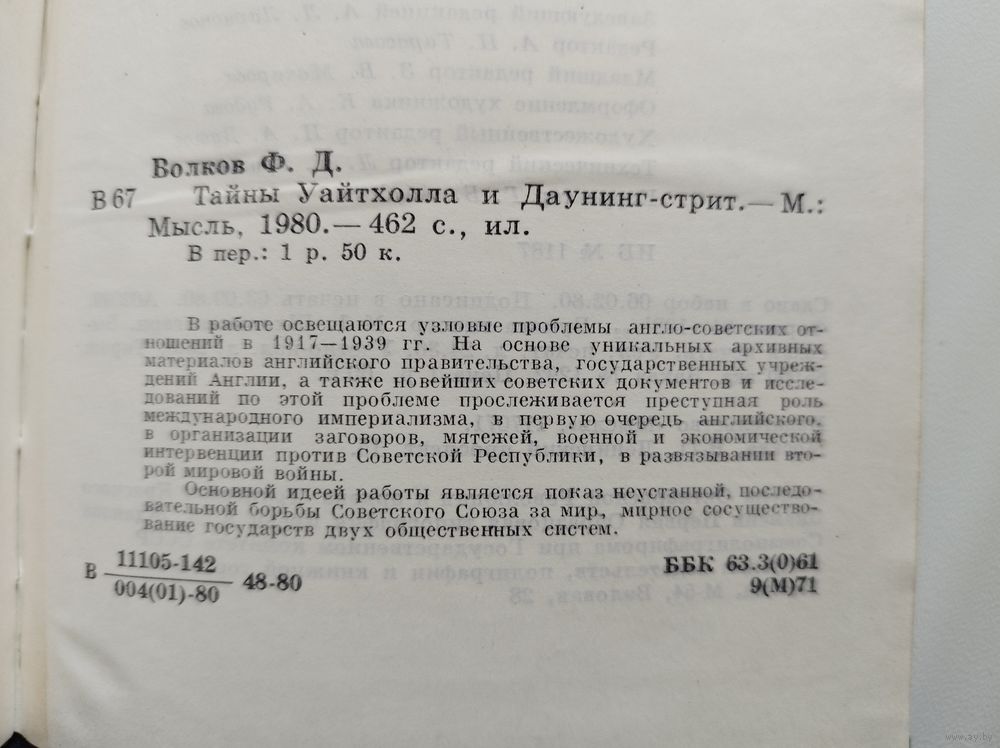 Волков Ф. Д.
В67 Тайны Уайтхолла и Даунинг-стрит.— М.:
Мысль, 1980.— 462 с., ил.
В пер.: 1 р. 50 к.
В работе освещаются узловые проблемы англо-советских от-
ношений в 1917—1939 гг. На основе уникальных архивных
материалов английского правительства, государственных учреж-
дений Англии, а также новейших советских документов и иссле-
дований по этой проблеме прослеживается преступная роль
международного империализма, в первую очередь английского,
в организации заговоров, мятежей, военной и экономической
интервенции против Советской Республики, в развязывании вто-
рой мировой войны.
Основной идеей работы является показ неустанной, последо-
вательной борьбы Советского Союза за мир, мирное сосущество-
вание государств двух общественных систем.
В 11105-142
004(01)-80 48-80
ББК 63.3(0)61
9(М)71
www.ay.by